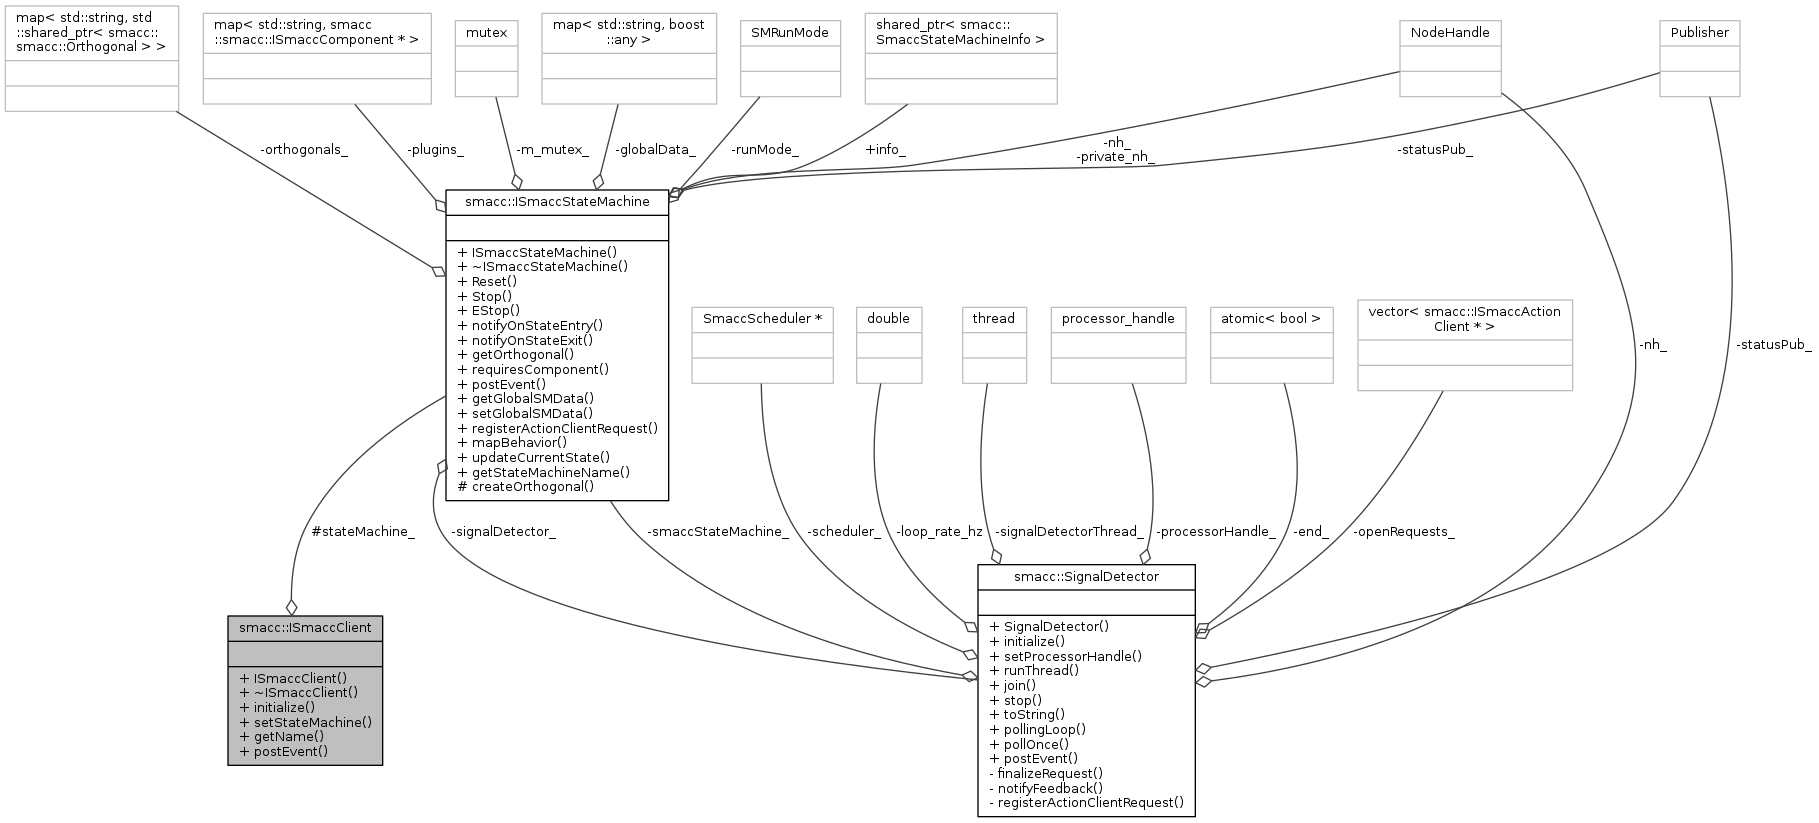 map< std::string, std
::shared_ptr< smacc::
smacc::Orthogonal > >
map< std::string, smacc
::smacc::ISmaccComponent * >
mutex
map< std::string, boost
::any >
SMRunMode
shared_ptr< smacc::
SmaccStateMachineInfo >
NodeHandle
Publisher
-orthogonals_
-plugins_
-m_mutex_
-globalData_
-runMode_
+info_
-nh_
-private_nh_
-statusPub_
smacc::ISmaccStateMachine
+ ISmaccStateMachine()
+ ~ISmaccStateMachine()
+ Reset()
+ Stop()
+ EStop()
+ notifyOnStateEntry()
+ notifyOnStateExit()
+ getOrthogonal()
+ requiresComponent()
+ postEvent()
+ getGlobalSMData()
+ setGlobalSMData()
+ registerActionClientRequest()
+ mapBehavior()
+ updateCurrentState()
+ getStateMachineName()
# createOrthogonal()
SmaccScheduler *
double
thread
processor_handle
atomic< bool >
vector< smacc::ISmaccAction
Client * >
-nh_
-statusPub_
#stateMachine_
-signalDetector_
-smaccStateMachine_
-scheduler_
-loop_rate_hz
-signalDetectorThread_
-processorHandle_
-end_
-openRequests_
smacc::ISmaccClient
+ ISmaccClient()
+ ~ISmaccClient()
+ initialize()
+ setStateMachine()
+ getName()
+ postEvent()
smacc::SignalDetector
+ SignalDetector()
+ initialize()
+ setProcessorHandle()
+ runThread()
+ join()
+ stop()
+ toString()
+ pollingLoop()
+ pollOnce()
+ postEvent()
- finalizeRequest()
- notifyFeedback()
- registerActionClientRequest()